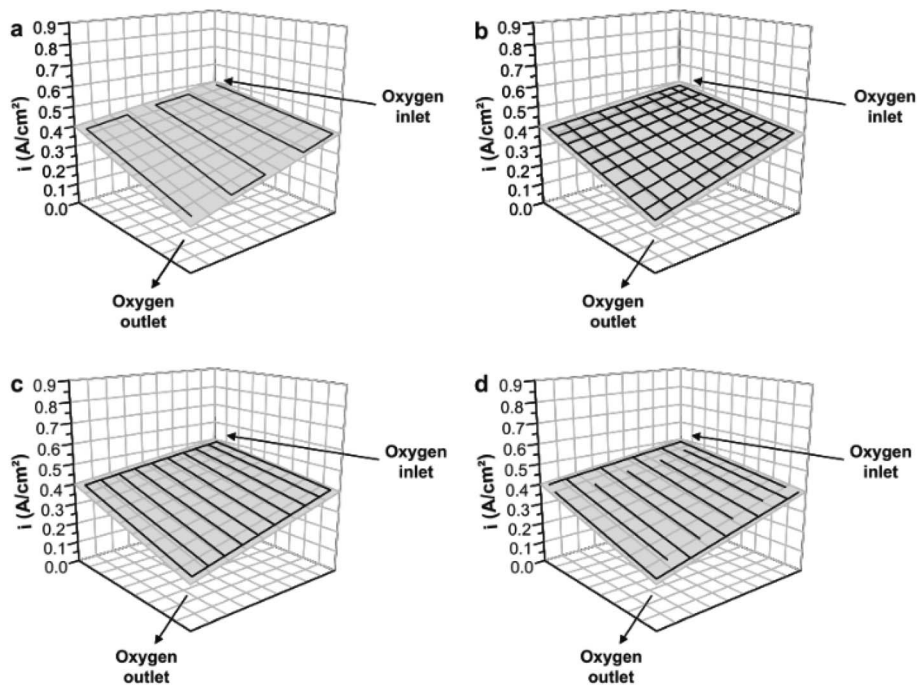 a
i (A/cm²)
0.9
0.8
0.7
0.6
0.5
0.4
0.3
0.2
0.1
0.0
Oxygen
inlet
Oxygen
outlet
b
i (A/cm²)
0.9
0.8
0.7
0.6
0.5
0.4
0.3
0.2
0.1
0.0
Oxygen
inlet
Oxygen
outlet
c
i (A/cm²)
0.9
0.8
0.7
0.6
0.5
0.4
0.3
0.2
0.1
0.0
Oxygen
inlet
Oxygen
outlet
d
i (A/cm²)
0.9
0.8
0.7
0.6
0.5
0.4
0.3
0.2
0.1
0.0
Oxygen
inlet
Oxygen
outlet